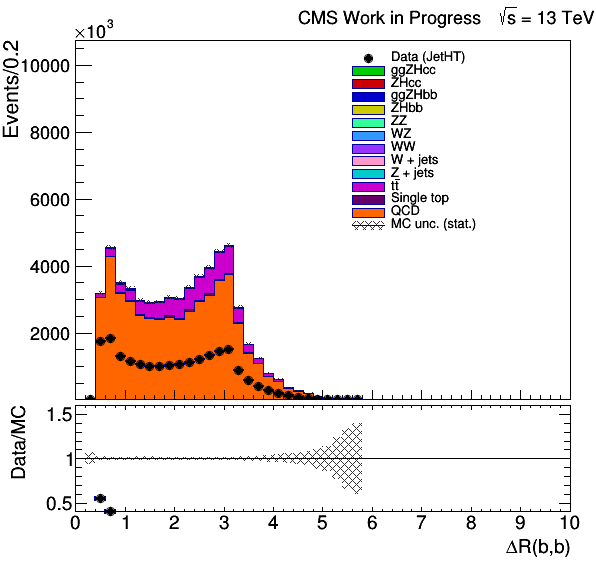 CMS Work in Progress √s = 13 TeV
×10³
Events/0.2
10000
8000
6000
4000
2000
Data (JetHT)
ggZHcc
ZHcc
ggZHbb
ZHbb
ZZ
WZ
WW
W + jets
Z + jets
tt̄
Single top
QCD
MC unc. (stat.)
Data/MC
1.5
1
0.5
0 1 2 3 4 5 6 7 8 9 10
ΔR(b,b)